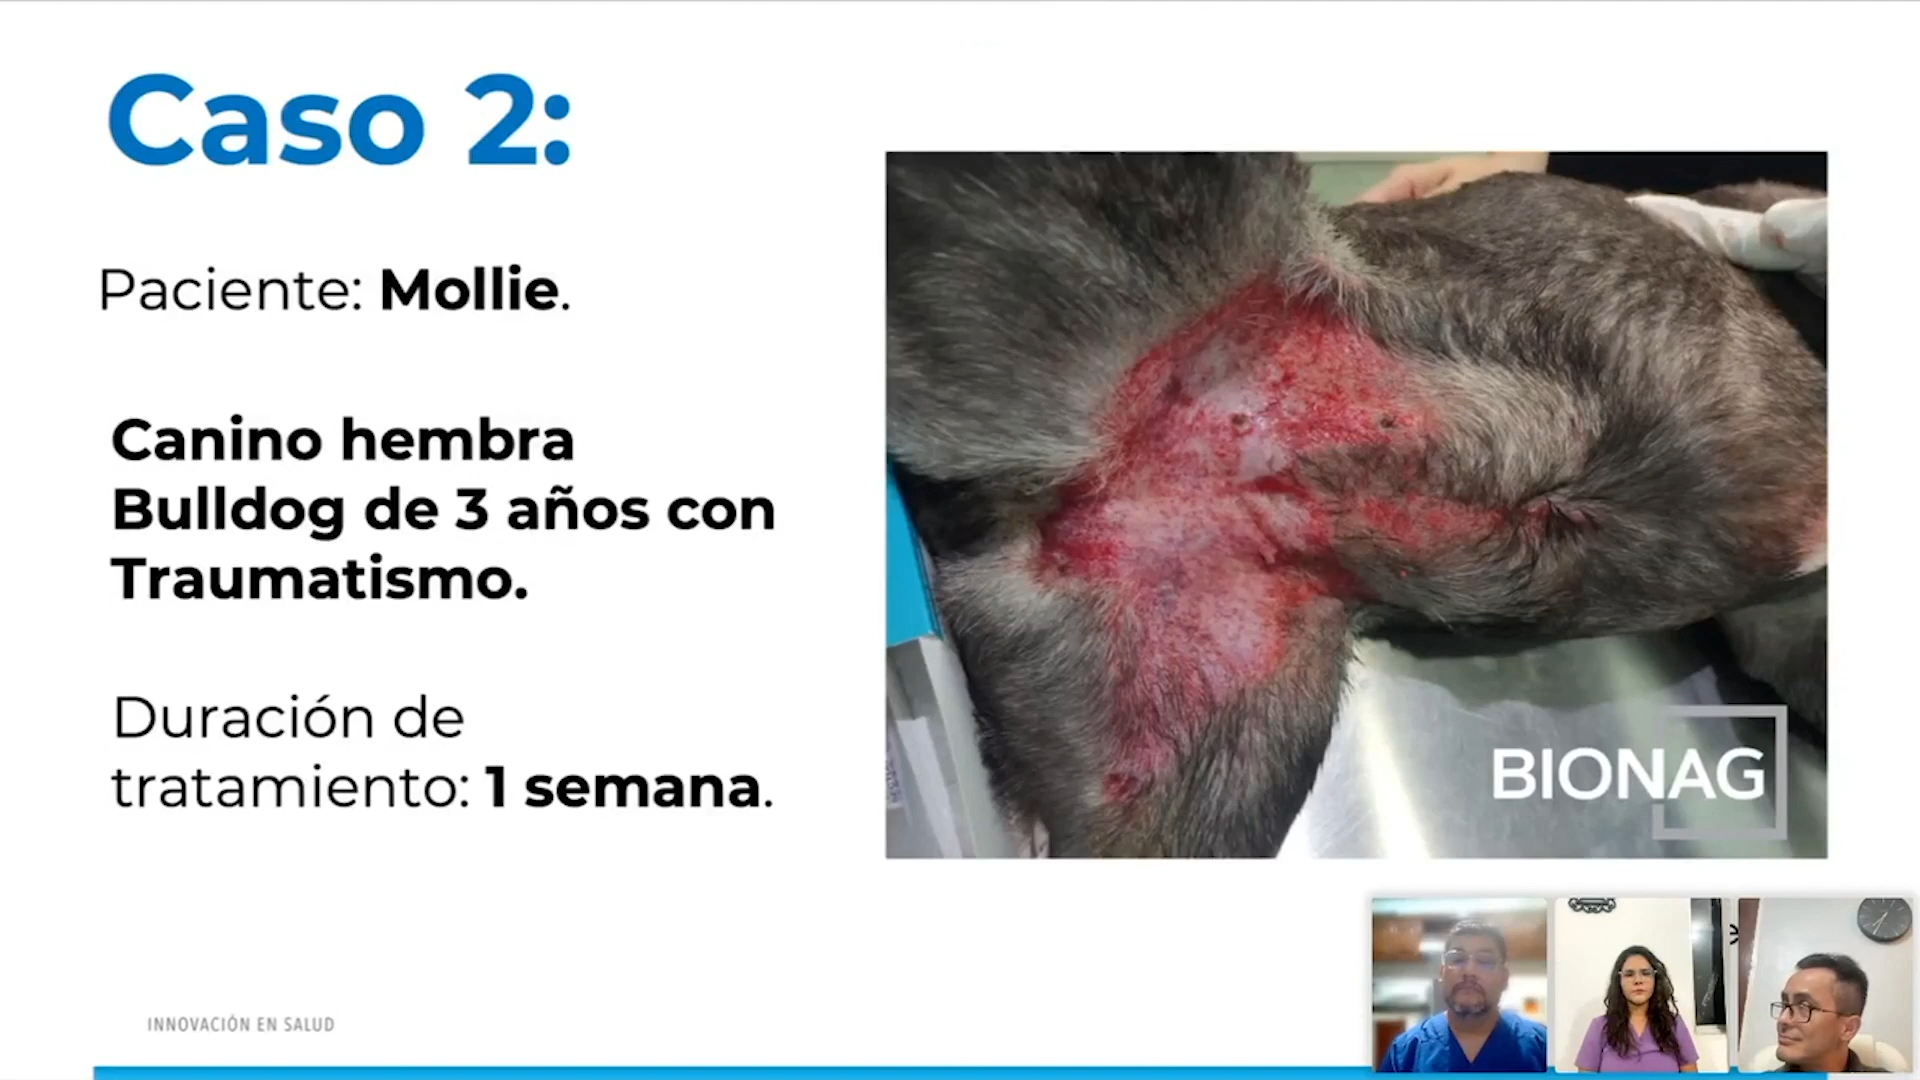 Caso 2:
Paciente: Mollie.
Canino hembra
Bulldog de 3 años con
Traumatismo.
Duración de
tratamiento: 1 semana.
BIONAG
INNOVACIÓN EN SALUD